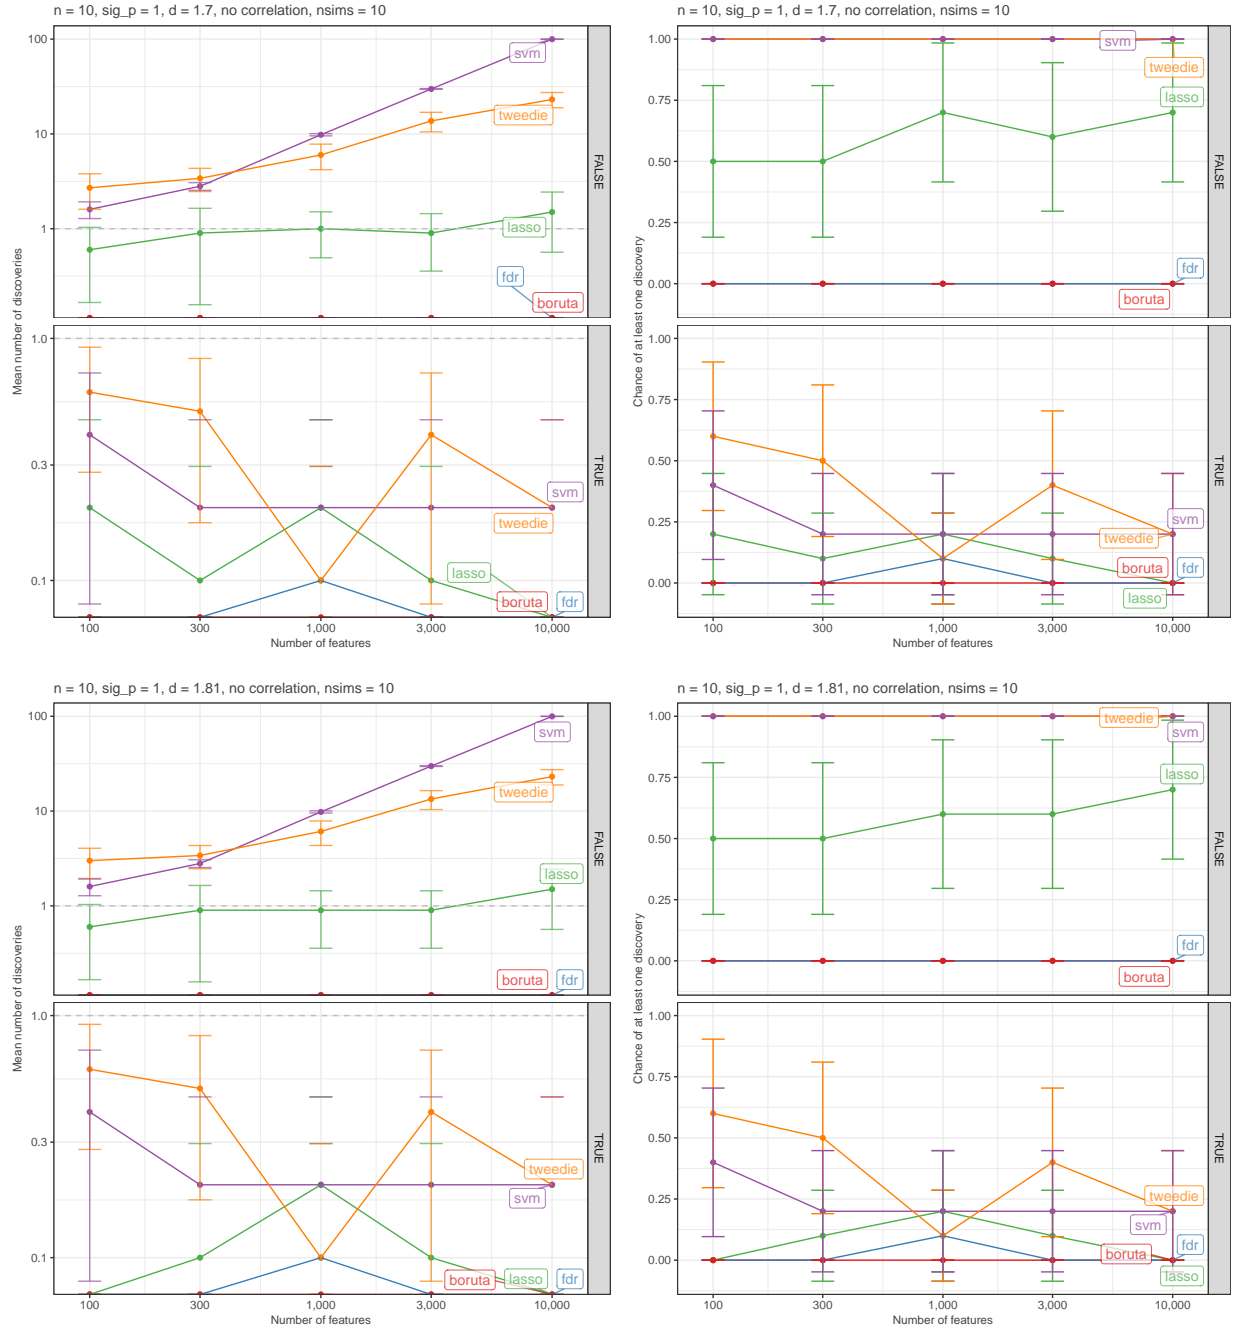 n = 10, sig_p = 1, d = 1.7, no correlation, nsims = 10
Mean number of discoveries
100
10
1
svm
tweedie
lasso
fdr
boruta
FALSE
1.0
0.3
0.1
svm
tweedie
lasso
boruta
fdr
TRUE
100
300
1,000
3,000
10,000
Number of features
n = 10, sig_p = 1, d = 1.7, no correlation, nsims = 10
Chance of at least one discovery
1.00
0.75
0.50
0.25
0.00
svm
tweedie
lasso
fdr
boruta
FALSE
1.00
0.75
0.50
0.25
0.00
svm
tweedie
boruta
fdr
lasso
TRUE
100
300
1,000
3,000
10,000
Number of features
n = 10, sig_p = 1, d = 1.81, no correlation, nsims = 10
Mean number of discoveries
100
10
1
svm
tweedie
lasso
boruta
fdr
FALSE
1.0
0.3
0.1
tweedie
svm
boruta
lasso
fdr
TRUE
100
300
1,000
3,000
10,000
Number of features
n = 10, sig_p = 1, d = 1.81, no correlation, nsims = 10
Chance of at least one discovery
1.00
0.75
0.50
0.25
0.00
tweedie
svm
lasso
fdr
boruta
FALSE
1.00
0.75
0.50
0.25
0.00
tweedie
svm
fdr
boruta
lasso
TRUE
100
300
1,000
3,000
10,000
Number of features